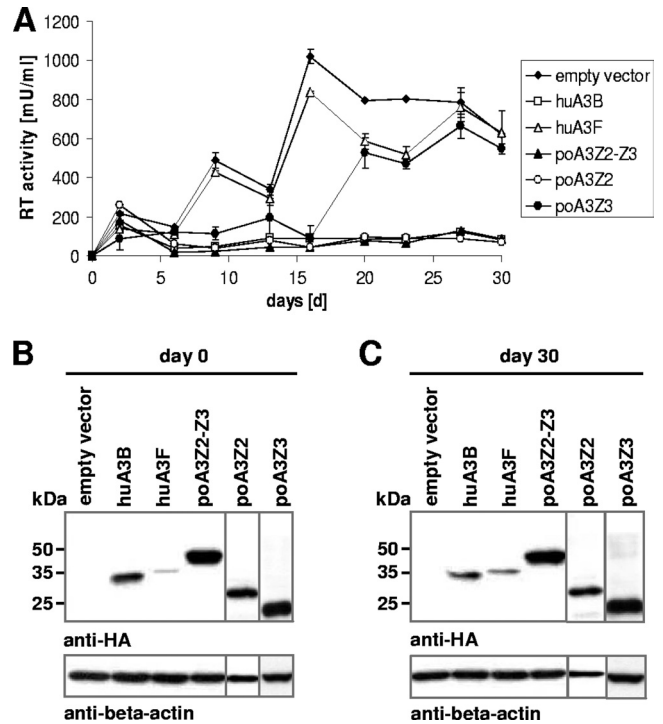 A
RT activity [mU/ml]
1200
1000
800
600
400
200
0
0 5 10 15 20 25 30
days [d]
empty vector
huA3B
huA3F
poA3Z2-Z3
poA3Z2
poA3Z3
B
day 0
empty vector
huA3B
huA3F
poA3Z2-Z3
poA3Z2
poA3Z3
kDa
50
35
25
anti-HA
anti-beta-actin
C
day 30
empty vector
huA3B
huA3F
poA3Z2-Z3
poA3Z2
poA3Z3
kDa
50
35
25
anti-HA
anti-beta-actin